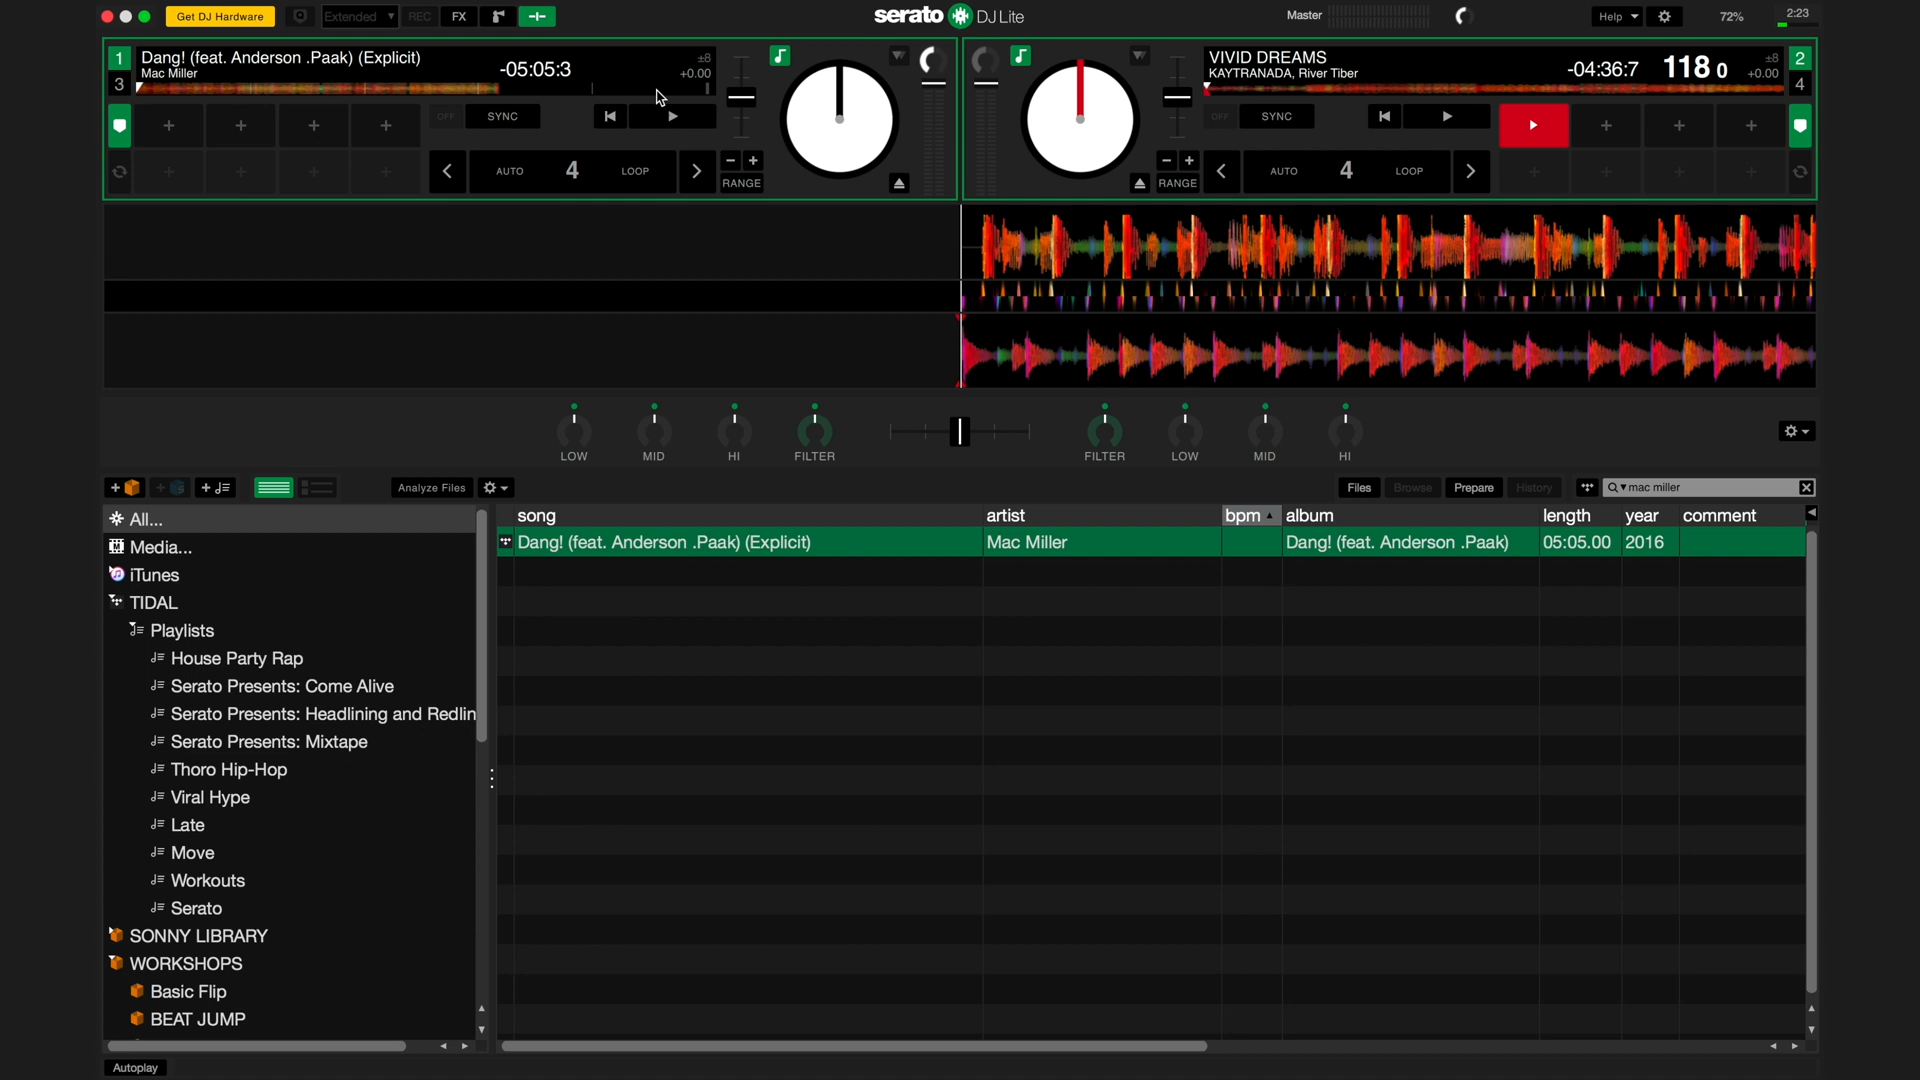 Get DJ Hardware
Extended
REC
FX
serato DJ Lite
Master
Help
72%
2:23
1
3
Dang! (feat. Anderson .Paak) (Explicit)
Mac Miller
-05:05:3
±8
+0.00
OFF
SYNC
AUTO
4
LOOP
RANGE
VIVID DREAMS
KAYTRANADA, River Tiber
-04:36:7
118 0
±8
+0.00
2
4
OFF
SYNC
RANGE
AUTO
4
LOOP
LOW
MID
HI
FILTER
FILTER
LOW
MID
HI
Analyze Files
Files
Browse
Prepare
History
mac miller
All...
Media...
iTunes
TIDAL
Playlists
House Party Rap
Serato Presents: Come Alive
Serato Presents: Headlining and Redlin
Serato Presents: Mixtape
Thoro Hip-Hop
Viral Hype
Late
Move
Workouts
Serato
SONNY LIBRARY
WORKSHOPS
Basic Flip
BEAT JUMP
song artist bpm album length year comment
Dang! (feat. Anderson .Paak) (Explicit) Mac Miller Dang! (feat. Anderson .Paak) 05:05.00 2016
Autoplay